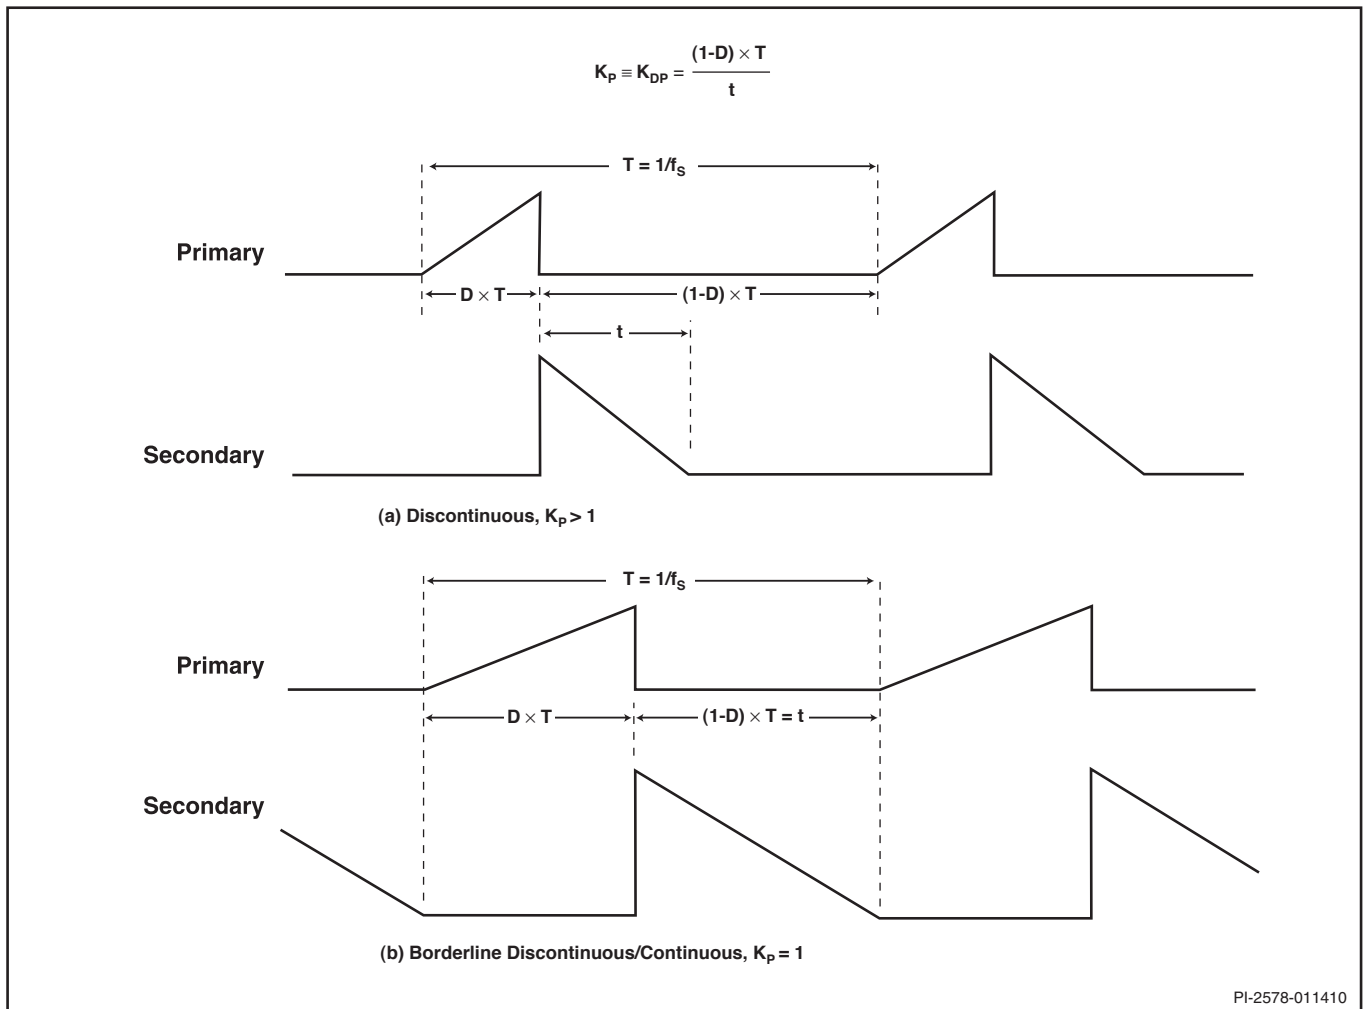 K_P ≡ K_DP = (1-D) × T / t
T = 1/f_S
Primary
D × T
(1-D) × T
t
Secondary
(a) Discontinuous, K_P > 1
T = 1/f_S
Primary
D × T
(1-D) × T = t
Secondary
(b) Borderline Discontinuous/Continuous, K_P = 1
PI-2578-011410